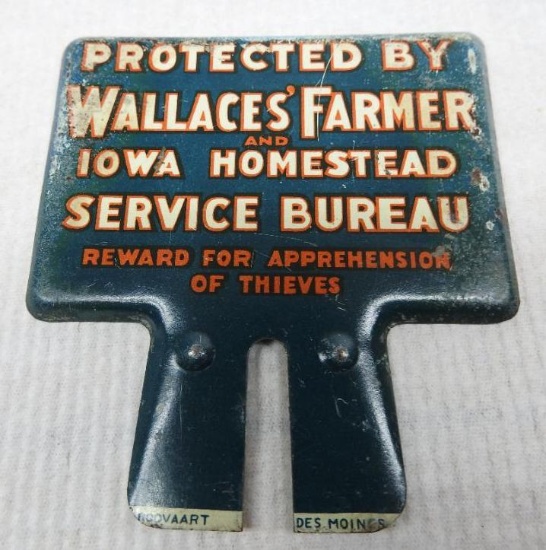 PROTECTED BY
WALLACES' FARMER
AND
IOWA HOMESTEAD
SERVICE BUREAU
REWARD FOR APPREHENSION
OF THIEVES
DES MOINES